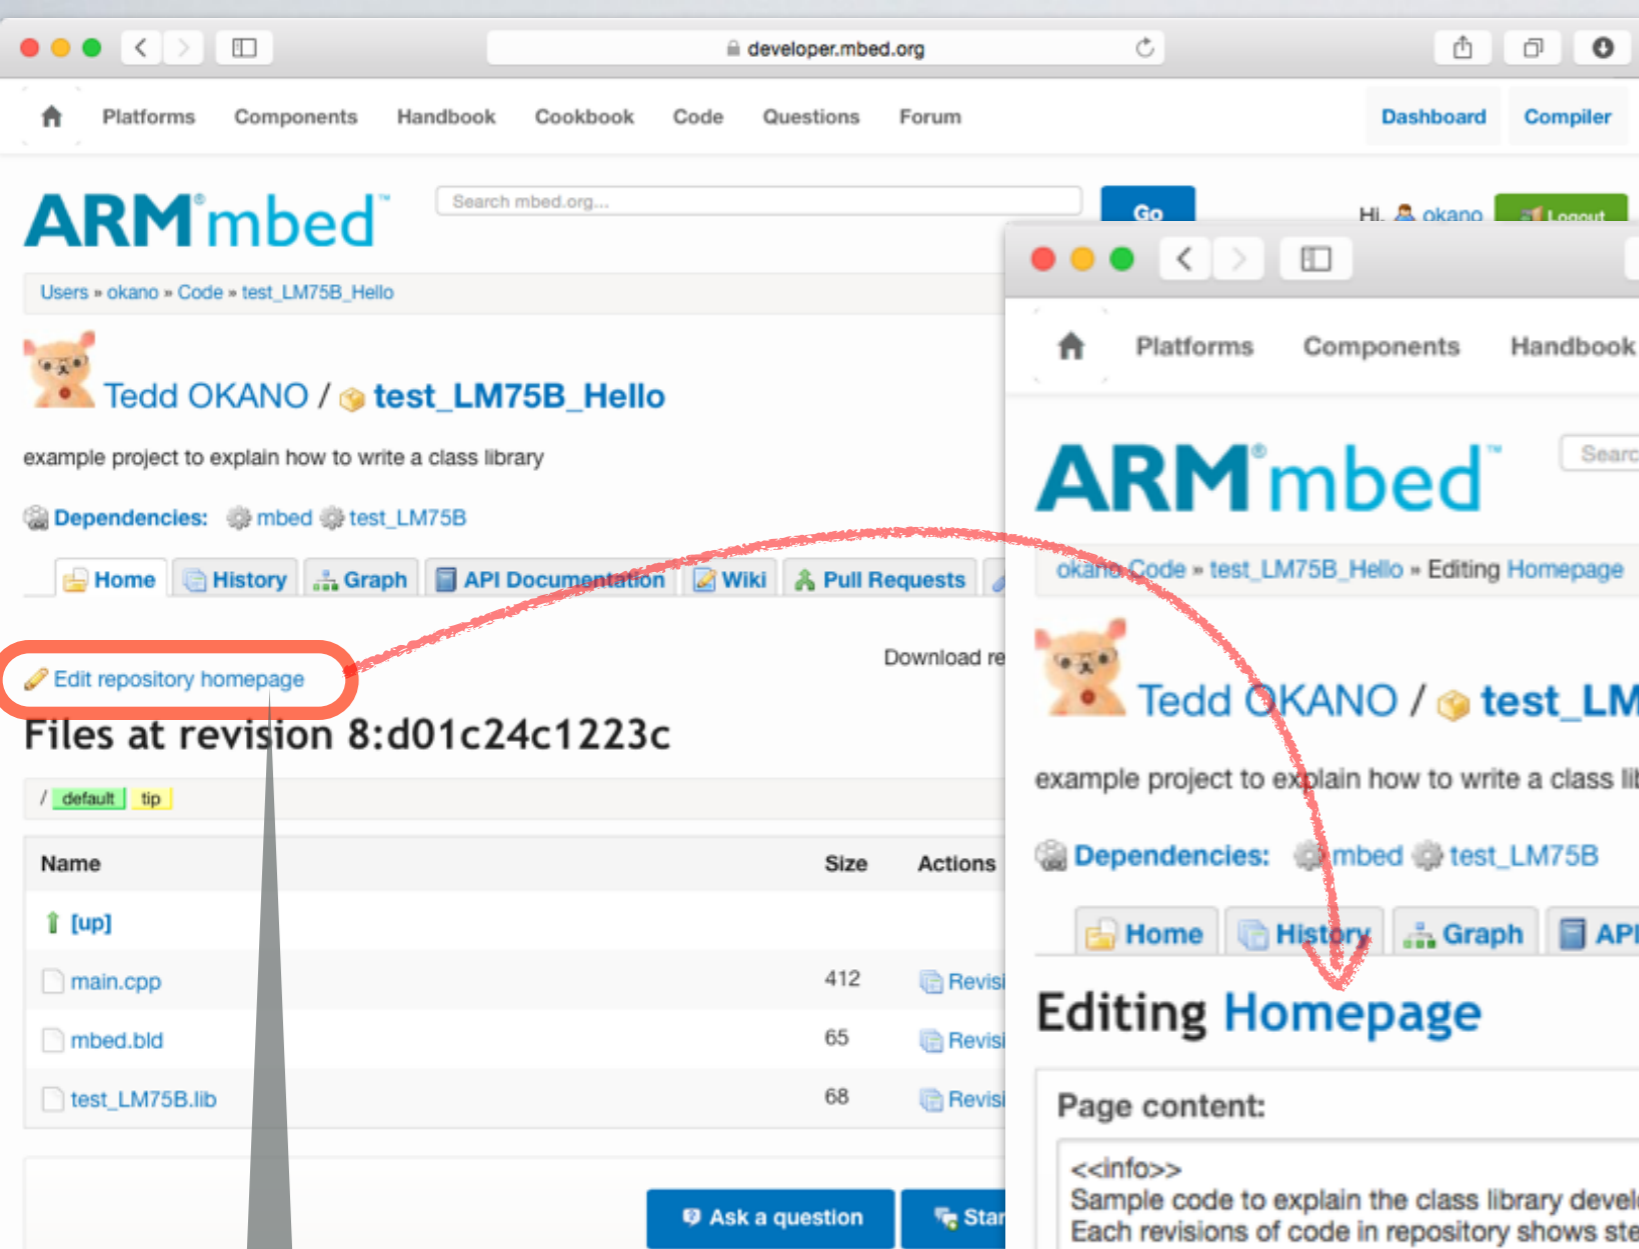 developer.mbed.org
Platforms Components Handbook Cookbook Code Questions Forum Dashboard Compiler
ARM® mbed™ Search mbed.org... Go Hi, okano Logout
Users » okano » Code » test_LM75B_Hello
Tedd OKANO / test_LM75B_Hello
example project to explain how to write a class library
Dependencies: mbed test_LM75B
Home History Graph API Documentation Wiki Pull Requests
Download re
Edit repository homepage
Files at revision 8:d01c24c1223c
/ default tip
Name Size Actions
[up]
main.cpp 412 Revisi
mbed.bld 65 Revisi
test_LM75B.lib 68 Revisi
Ask a question Star
Platforms Components Handbook
ARM® mbed™ Searc
okano Code » test_LM75B_Hello » Editing Homepage
Tedd OKANO / test_LM
example project to explain how to write a class lib
Dependencies: mbed test_LM75B
Home History Graph API
Editing Homepage
Page content:
<<info>>
Sample code to explain the class library devel
Each revisions of code in repository shows ste